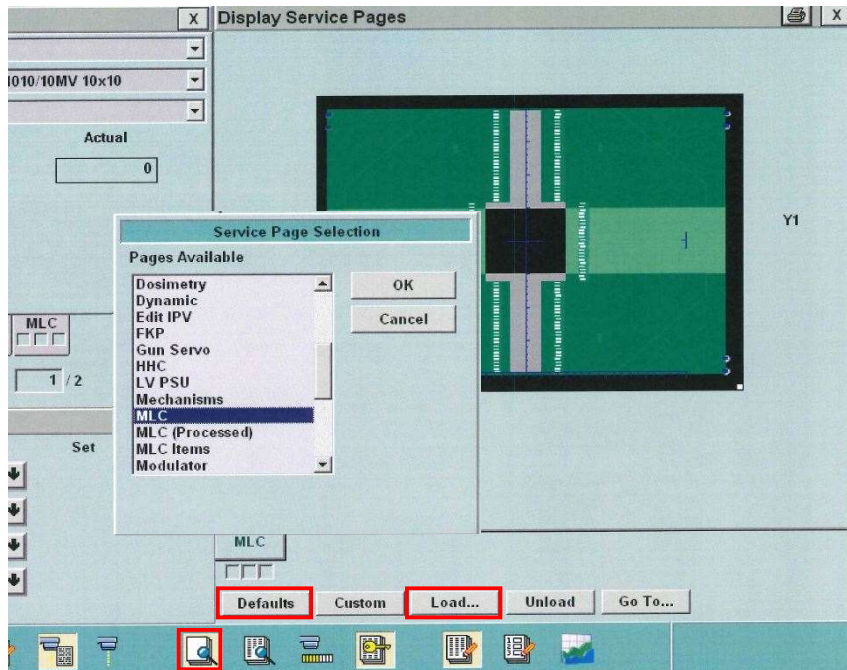 X
Display Service Pages
X
1010/10MV 10x10
Actual
0
Y1
Service Page Selection
Pages Available
Dosimetry
Dynamic
Edit IPV
FKP
Gun Servo
HHC
LV PSU
Mechanisms
MLC
MLC (Processed)
MLC Items
Modulator
OK
Cancel
MLC
1 / 2
Set
MLC
Defaults
Custom
Load...
Unload
Go To...